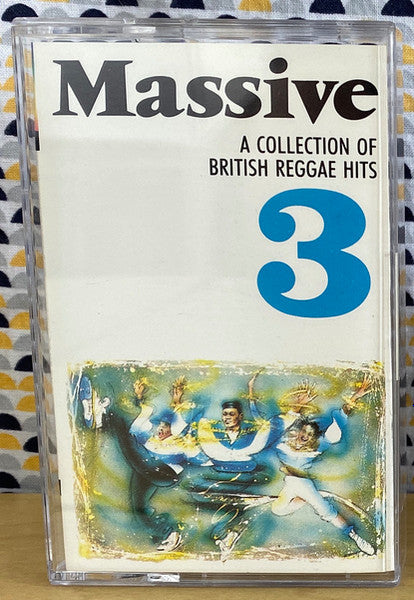 Massive
A COLLECTION OF
BRITISH REGGAE HITS
3